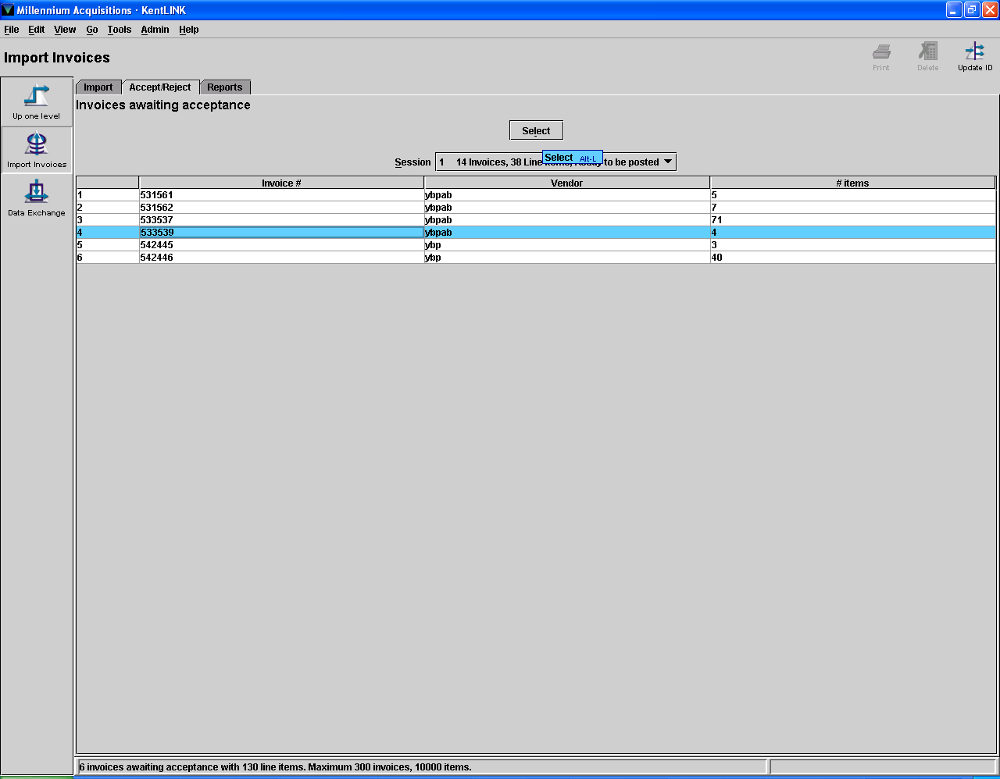 Millennium Acquisitions · KentLINK
File Edit View Go Tools Admin Help
Import Invoices
Print Delete Update ID
Up one level
Import Invoices
Data Exchange
Import Accept/Reject Reports
Invoices awaiting acceptance
Select
Select Alt-L
Session 1 14 Invoices, 38 Line to be posted
Invoice # Vendor # items
1 531561 ybpab 5
2 531562 ybpab 7
3 533537 ybpab 71
4 533539 ybpab 4
5 542445 ybp 3
6 542446 ybp 40
6 invoices awaiting acceptance with 130 line items. Maximum 300 invoices, 10000 items.